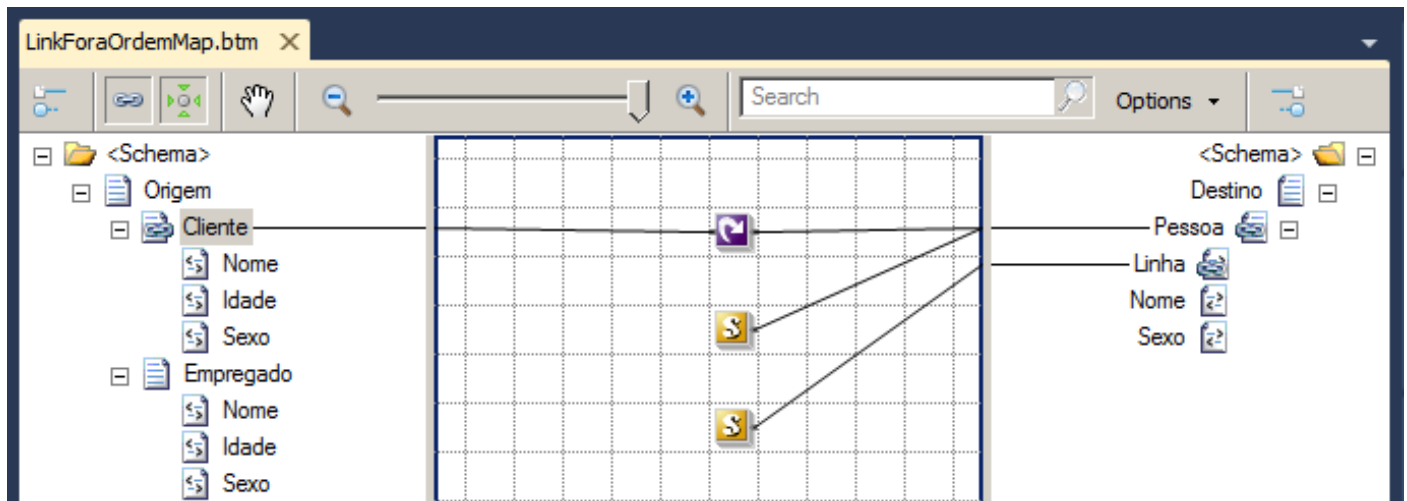 LinkForaOrdemMap.btm
Search
Options
<Schema>
Origem
Cliente
Nome
Idade
Sexo
Empregado
Nome
Idade
Sexo
<Schema>
Destino
Pessoa
Linha
Nome
Sexo